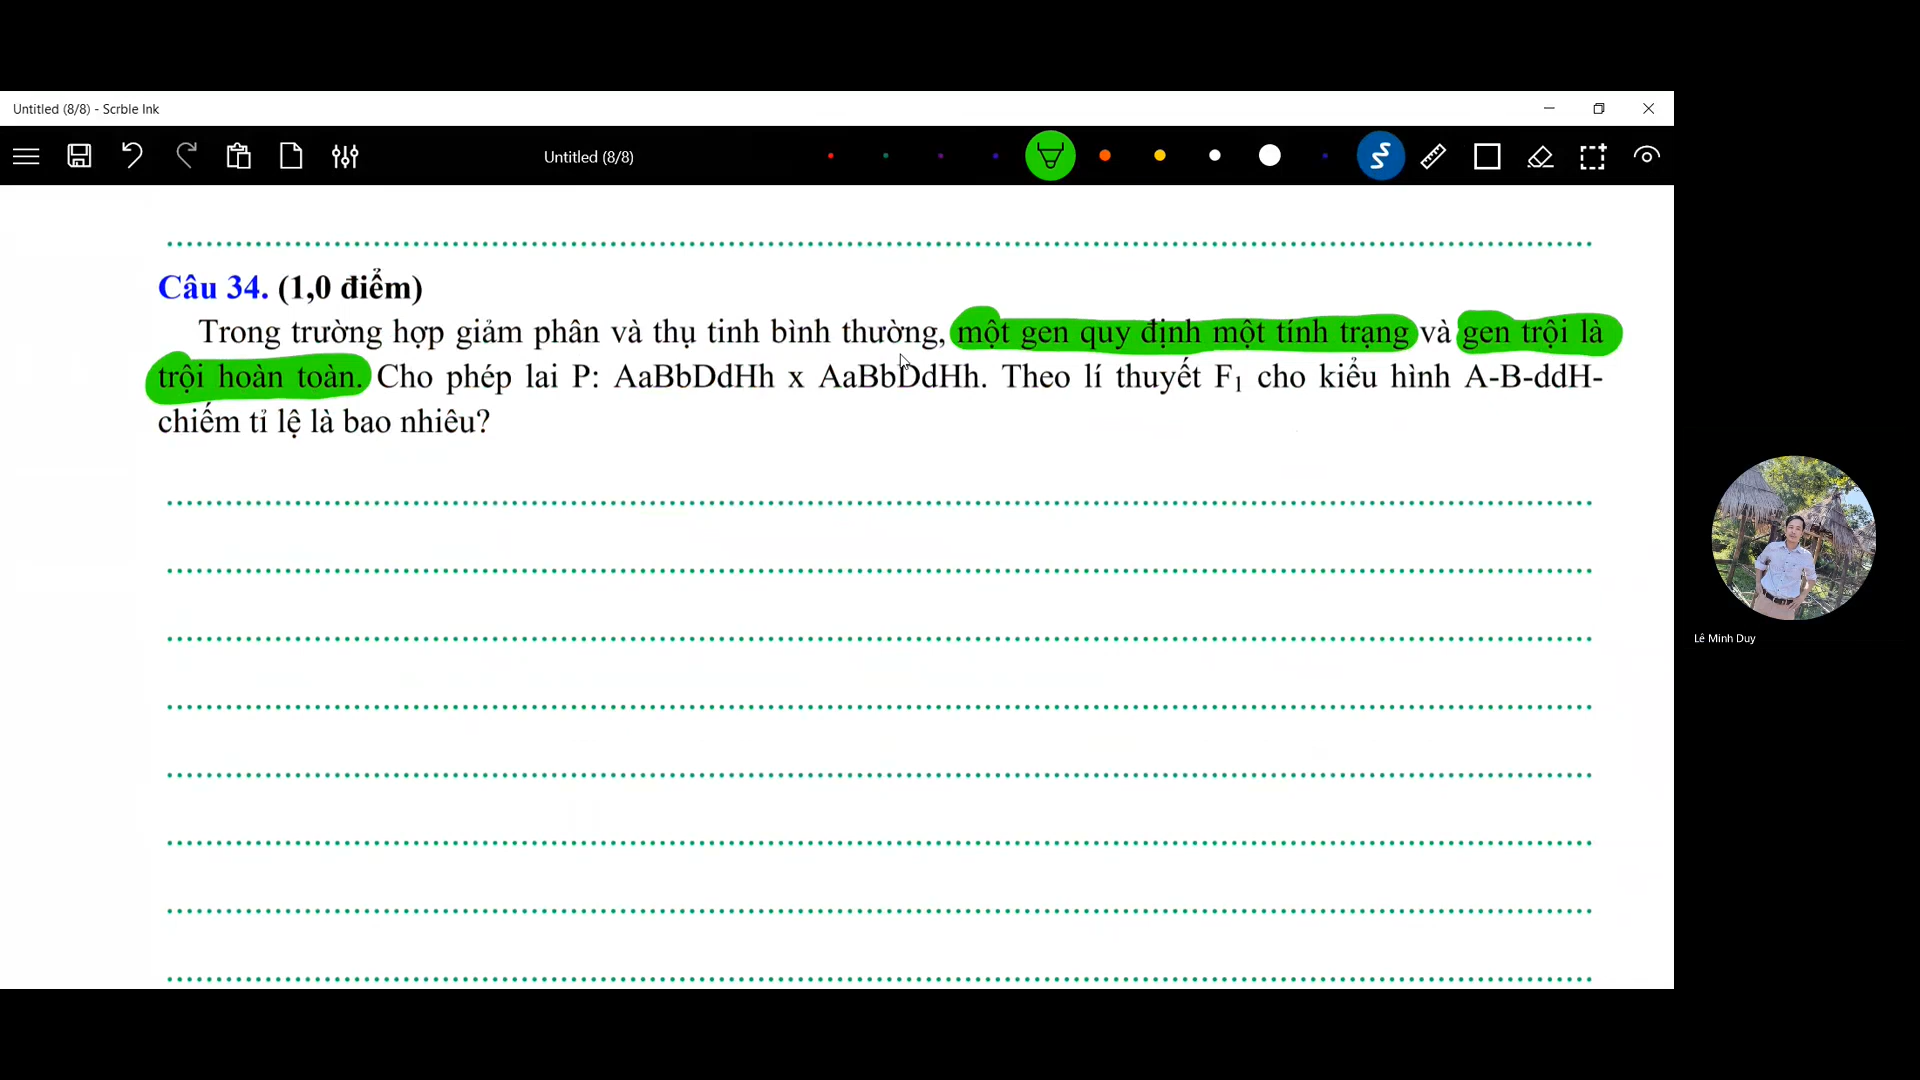 Untitled (8/8) - Scrble Ink
Untitled (8/8)
Câu 34. (1,0 điểm)
Trong trường hợp giảm phân và thụ tinh bình thường, một gen quy định một tính trạng và gen trội là
trội hoàn toàn. Cho phép lai P: AaBbDdHh x AaBbDdHh. Theo lí thuyết F₁ cho kiểu hình A-B-ddH-
chiếm tỉ lệ là bao nhiêu?
Lê Minh Duy